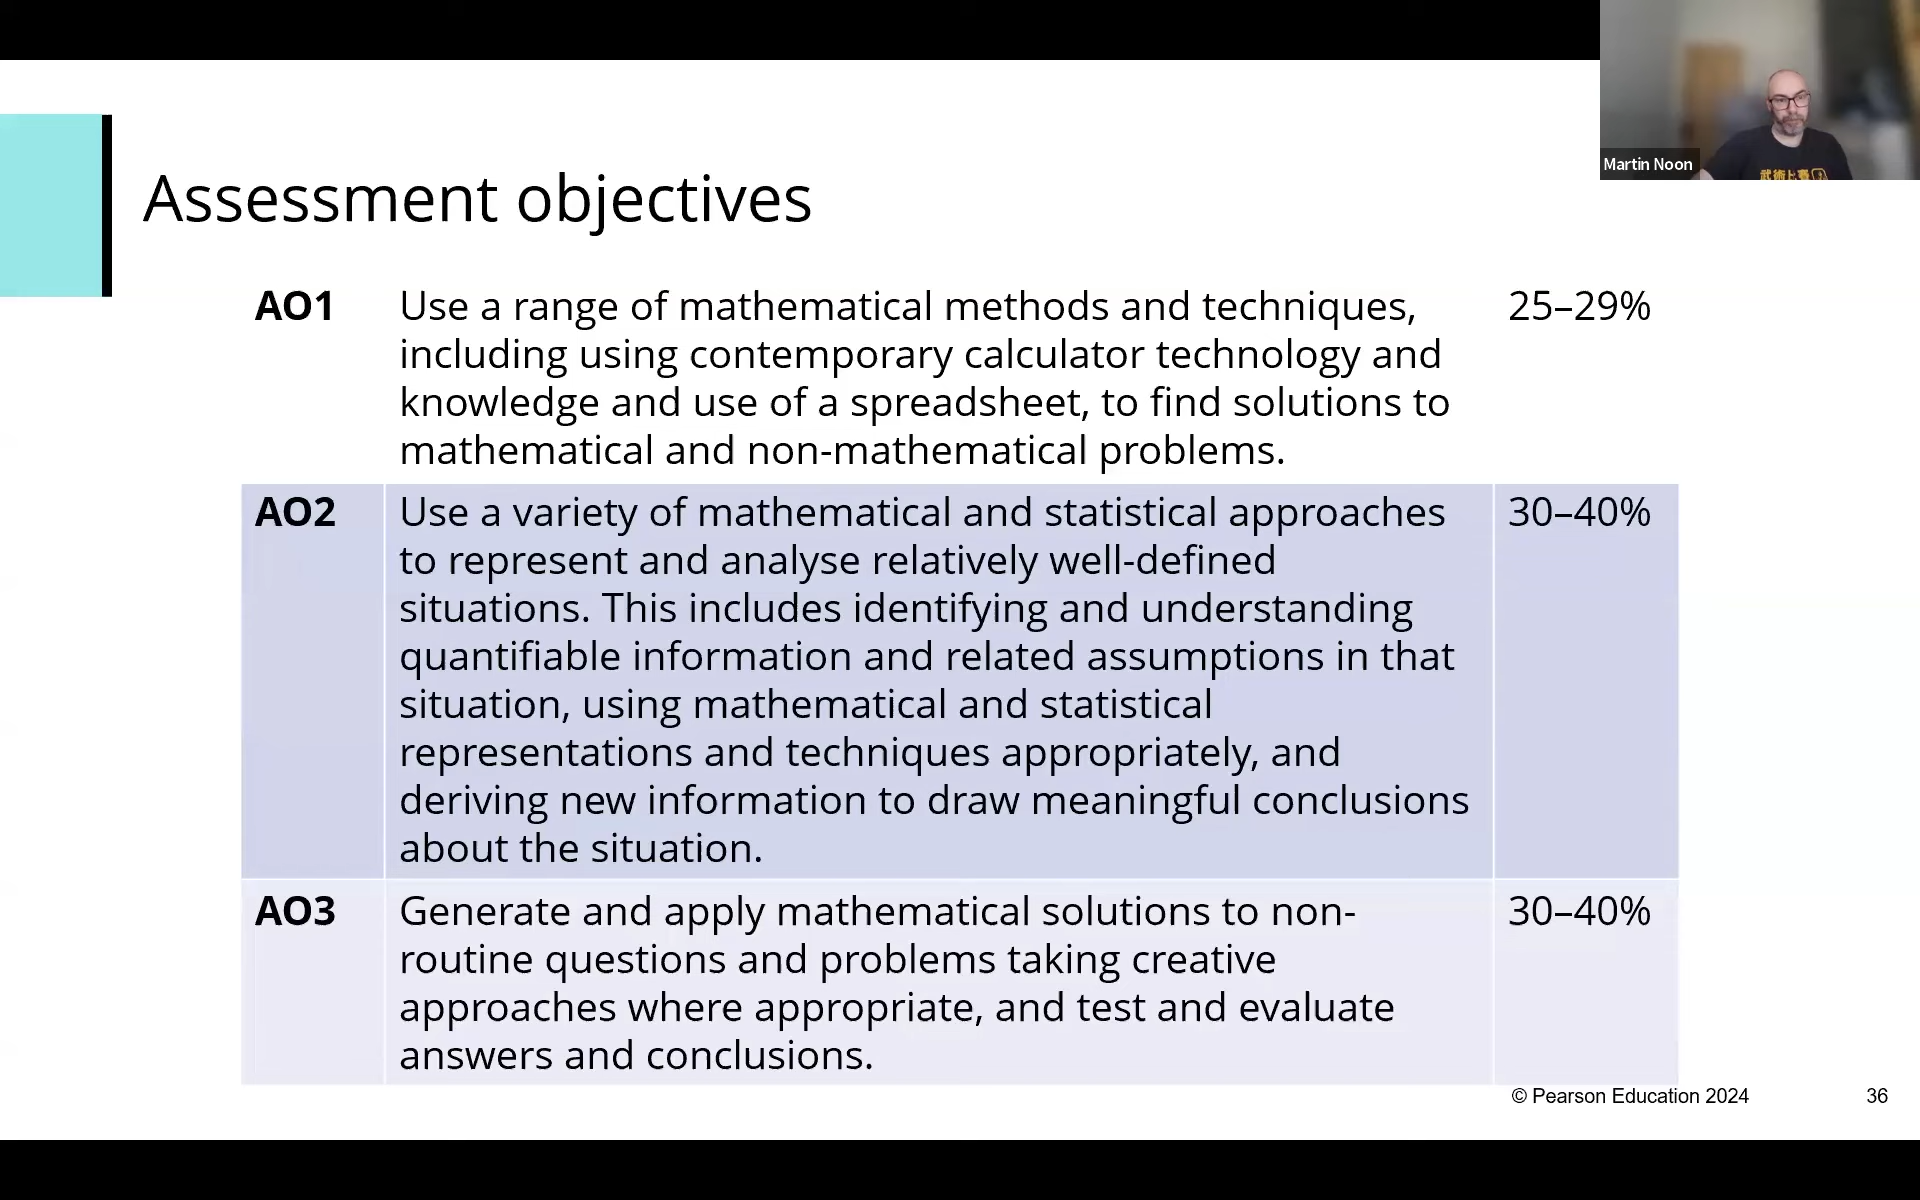 Martin Noon
武術比賽
Assessment objectives
AO1 Use a range of mathematical methods and techniques, 25–29%
including using contemporary calculator technology and
knowledge and use of a spreadsheet, to find solutions to
mathematical and non-mathematical problems.
AO2 Use a variety of mathematical and statistical approaches 30–40%
to represent and analyse relatively well-defined
situations. This includes identifying and understanding
quantifiable information and related assumptions in that
situation, using mathematical and statistical
representations and techniques appropriately, and
deriving new information to draw meaningful conclusions
about the situation.
AO3 Generate and apply mathematical solutions to non- 30–40%
routine questions and problems taking creative
approaches where appropriate, and test and evaluate
answers and conclusions.
© Pearson Education 2024 36